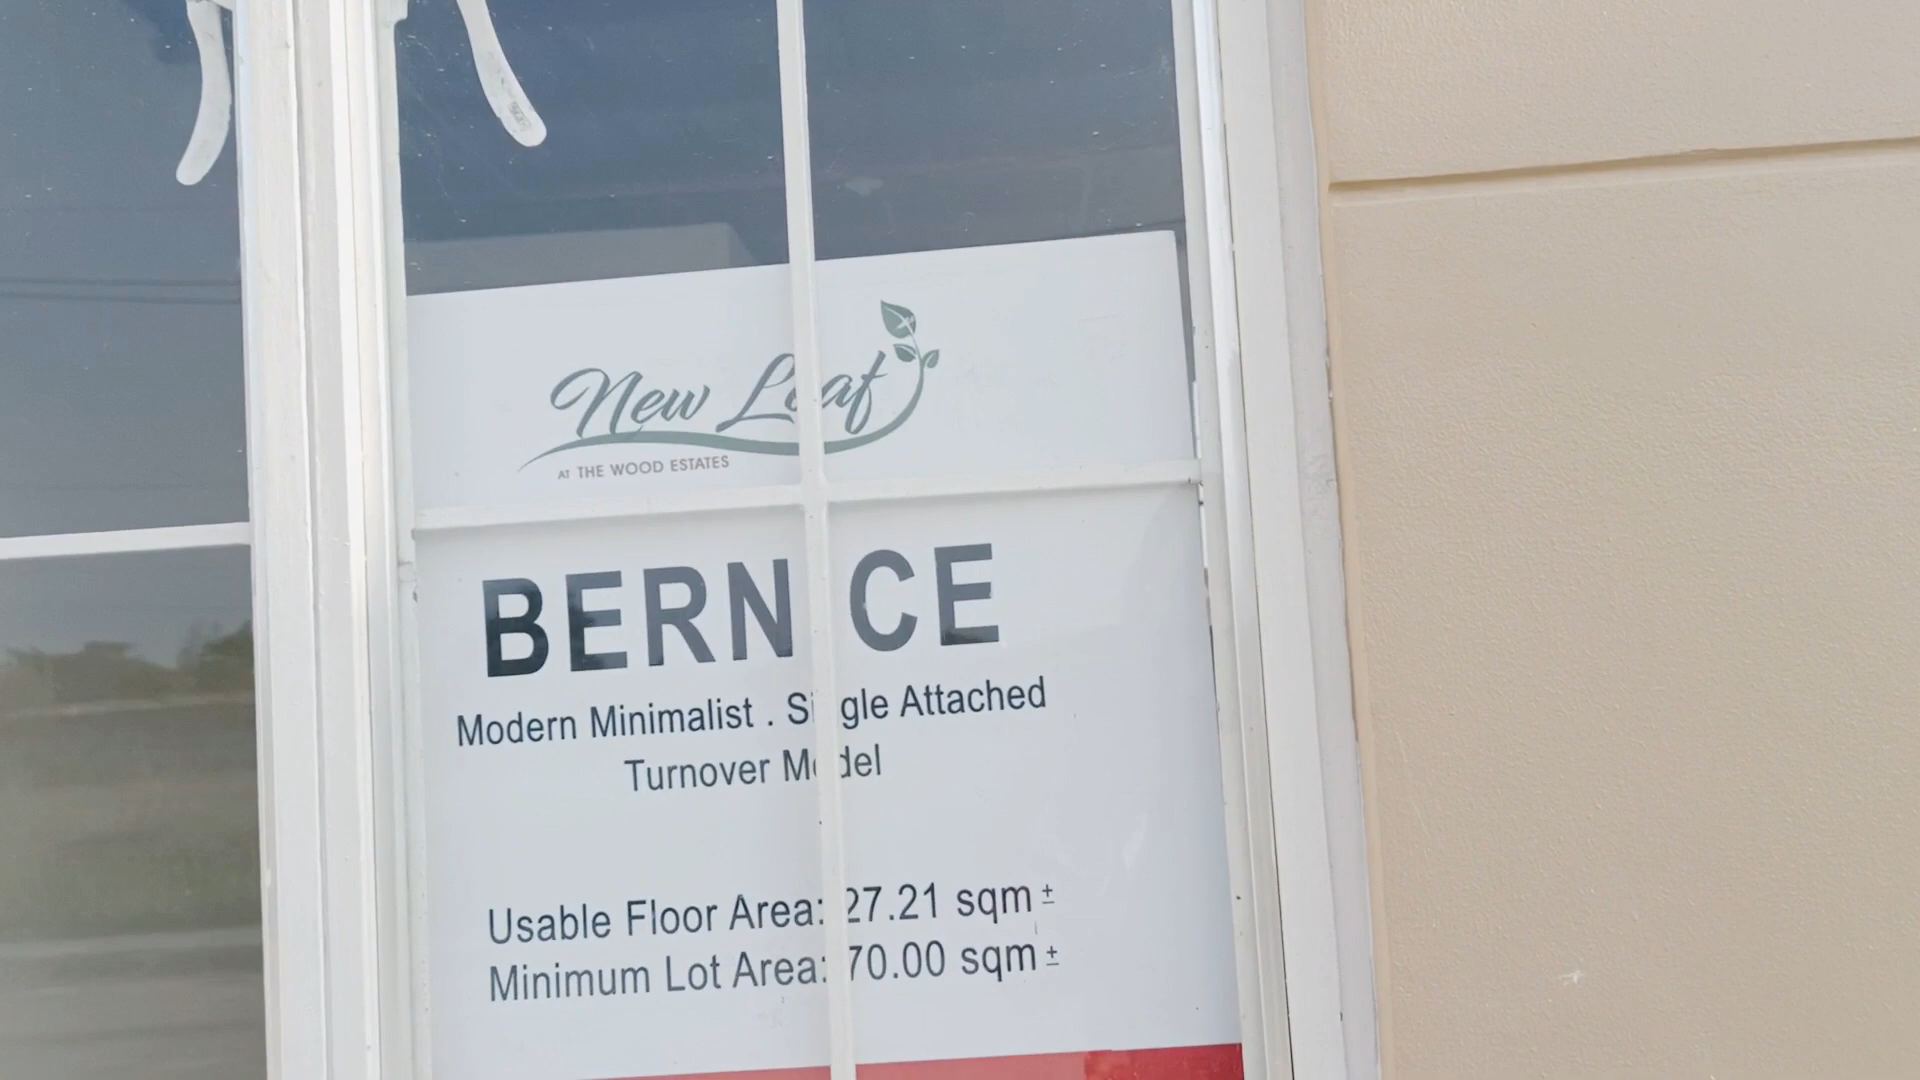 New Leaf
AT THE WOOD ESTATES
BERNICE
Modern Minimalist . Single Attached
Turnover Model
Usable Floor Area: 27.21 sqm ±
Minimum Lot Area: 70.00 sqm ±